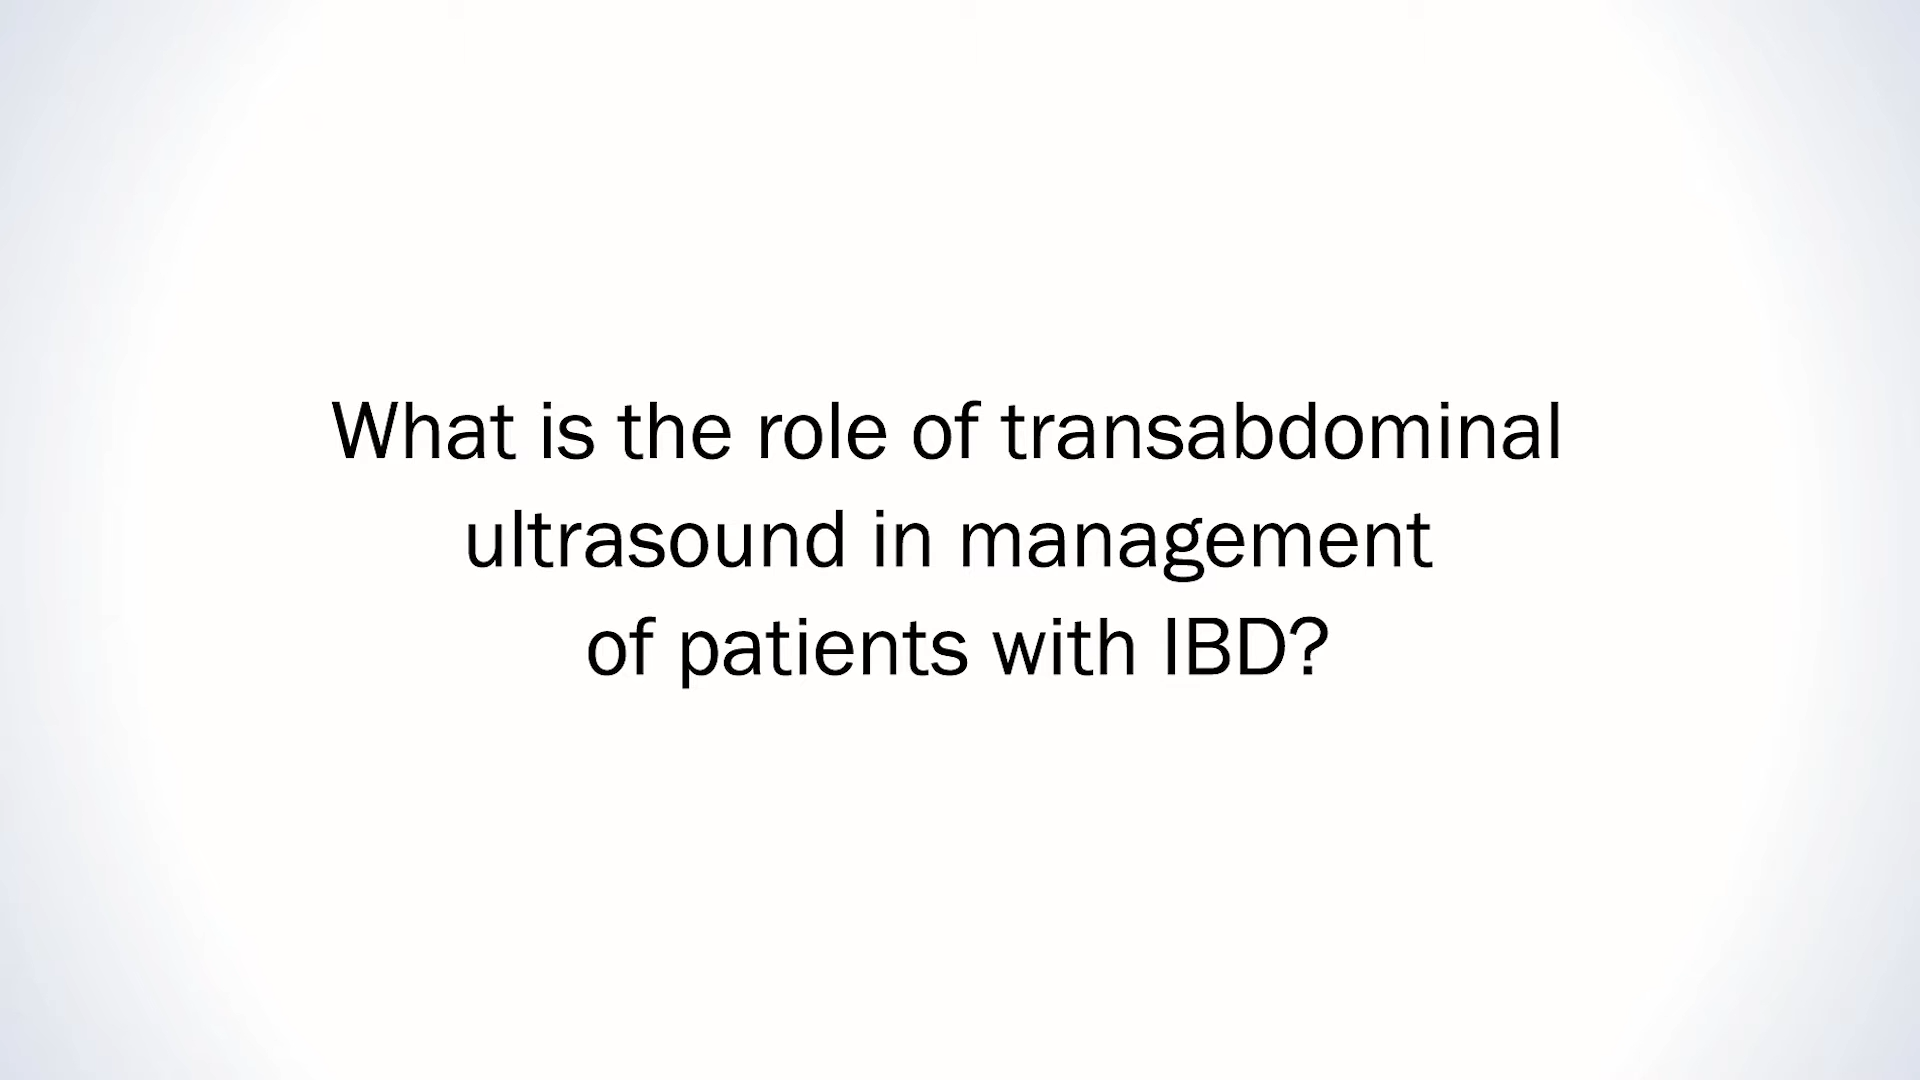 What is the role of transabdominal
ultrasound in management
of patients with IBD?